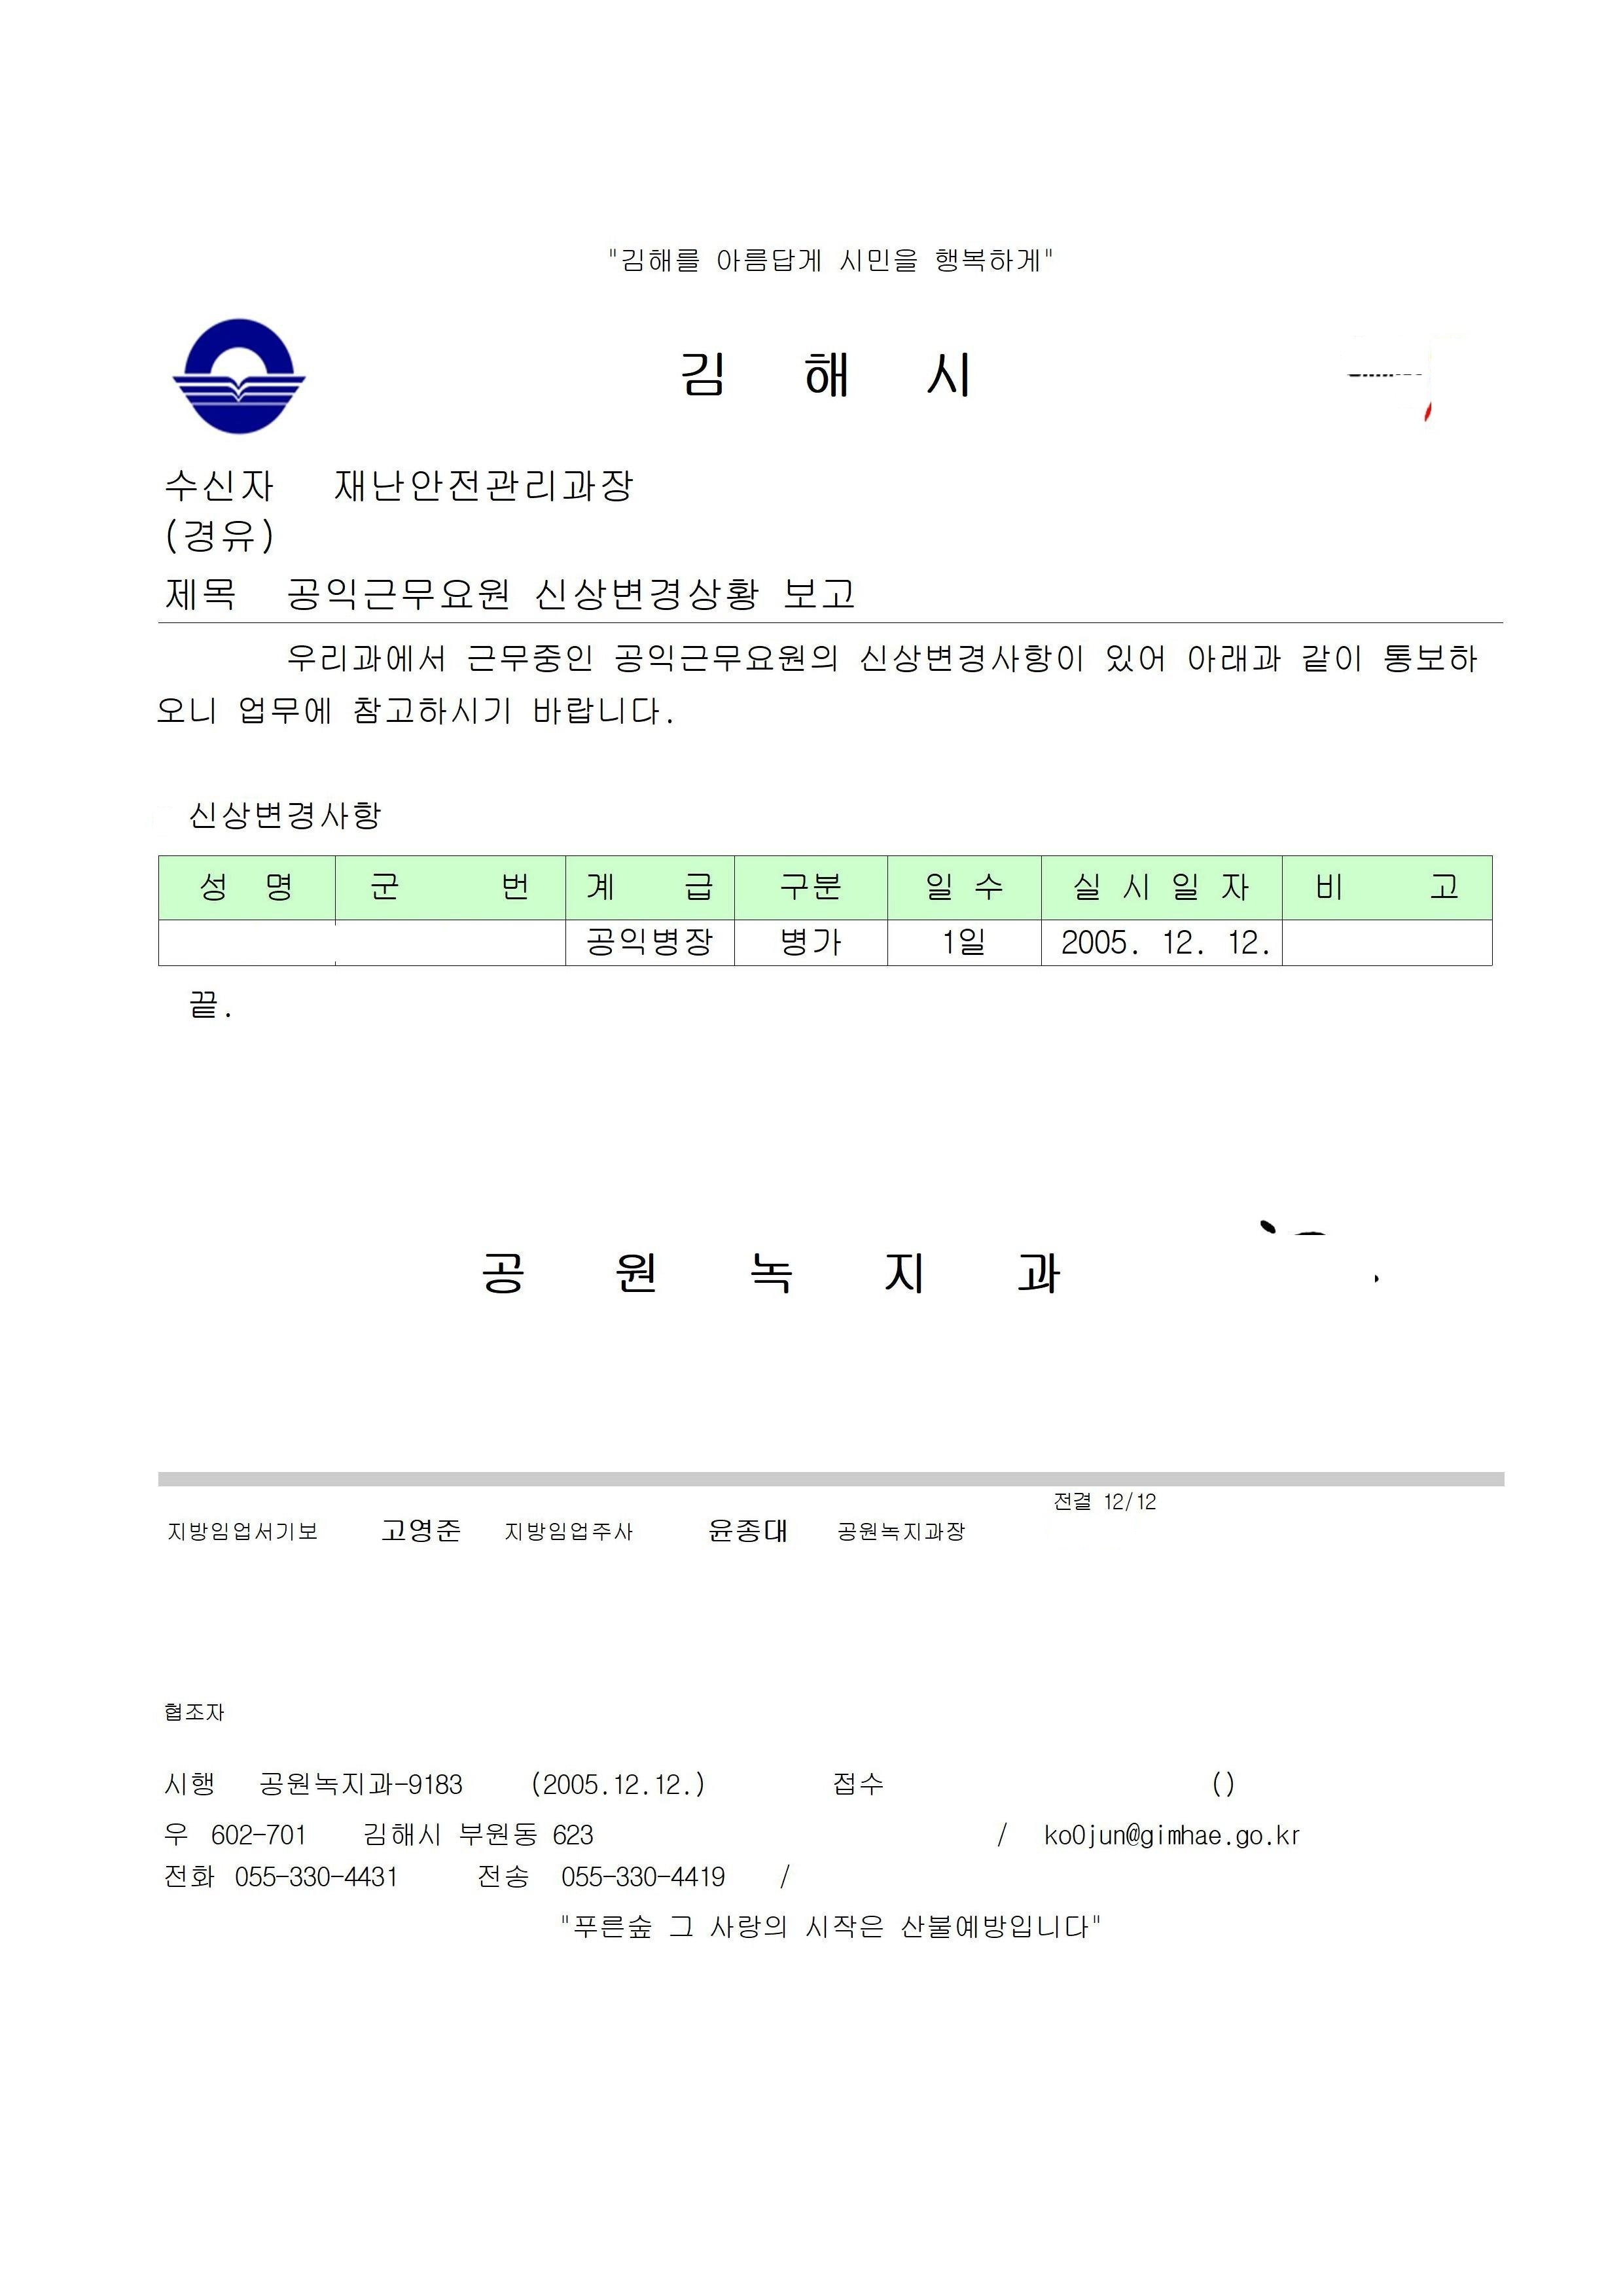 "김해를 아름답게 시민을 행복하게"
김 해 시
수신자 재난안전관리과장
(경유)
제목 공익근무요원 신상변경상황 보고
우리과에서 근무중인 공익근무요원의 신상변경사항이 있어 아래과 같이 통보하
오니 업무에 참고하시기 바랍니다.
신상변경사항
성 명 군 번 계 급 구분 일 수 실 시 일 자 비 고
공익병장 병가 1일 2005. 12. 12.
끝.
공 원 녹 지 과
전결 12/12
지방임업서기보 고영준 지방임업주사 윤종대 공원녹지과장
협조자
시행 공원녹지과-9183 (2005.12.12.) 접수 ()
우 602-701 김해시 부원동 623 / ko0jun@gimhae.go.kr
전화 055-330-4431 전송 055-330-4419 /
"푸른숲 그 사랑의 시작은 산불예방입니다"